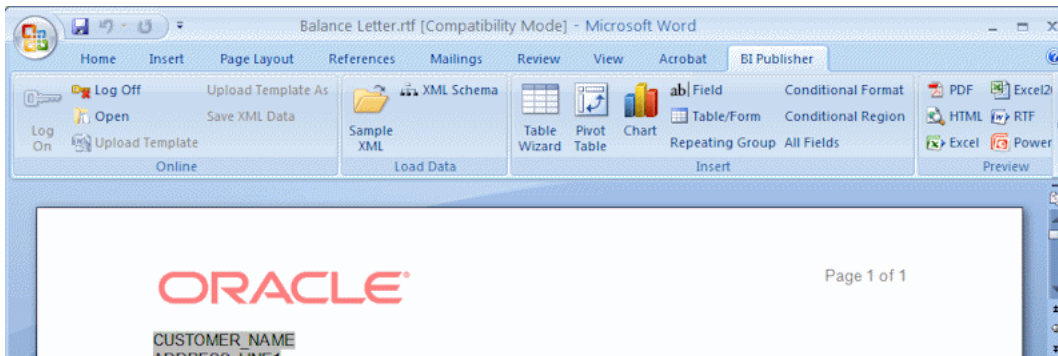 Balance Letter.rtf [Compatibility Mode] - Microsoft Word
Home Insert Page Layout References Mailings Review View Acrobat BI Publisher
Log On
Log Off
Open
Upload Template
Upload Template As
Save XML Data
Online
Sample XML
XML Schema
Load Data
Table Wizard
Pivot Table
Chart
Field
Table/Form
Repeating Group
Conditional Format
Conditional Region
All Fields
Insert
PDF
HTML
Excel
Excel2
RTF
Power
Preview
ORACLE
Page 1 of 1
CUSTOMER_NAME
ADDRESS_LINE1